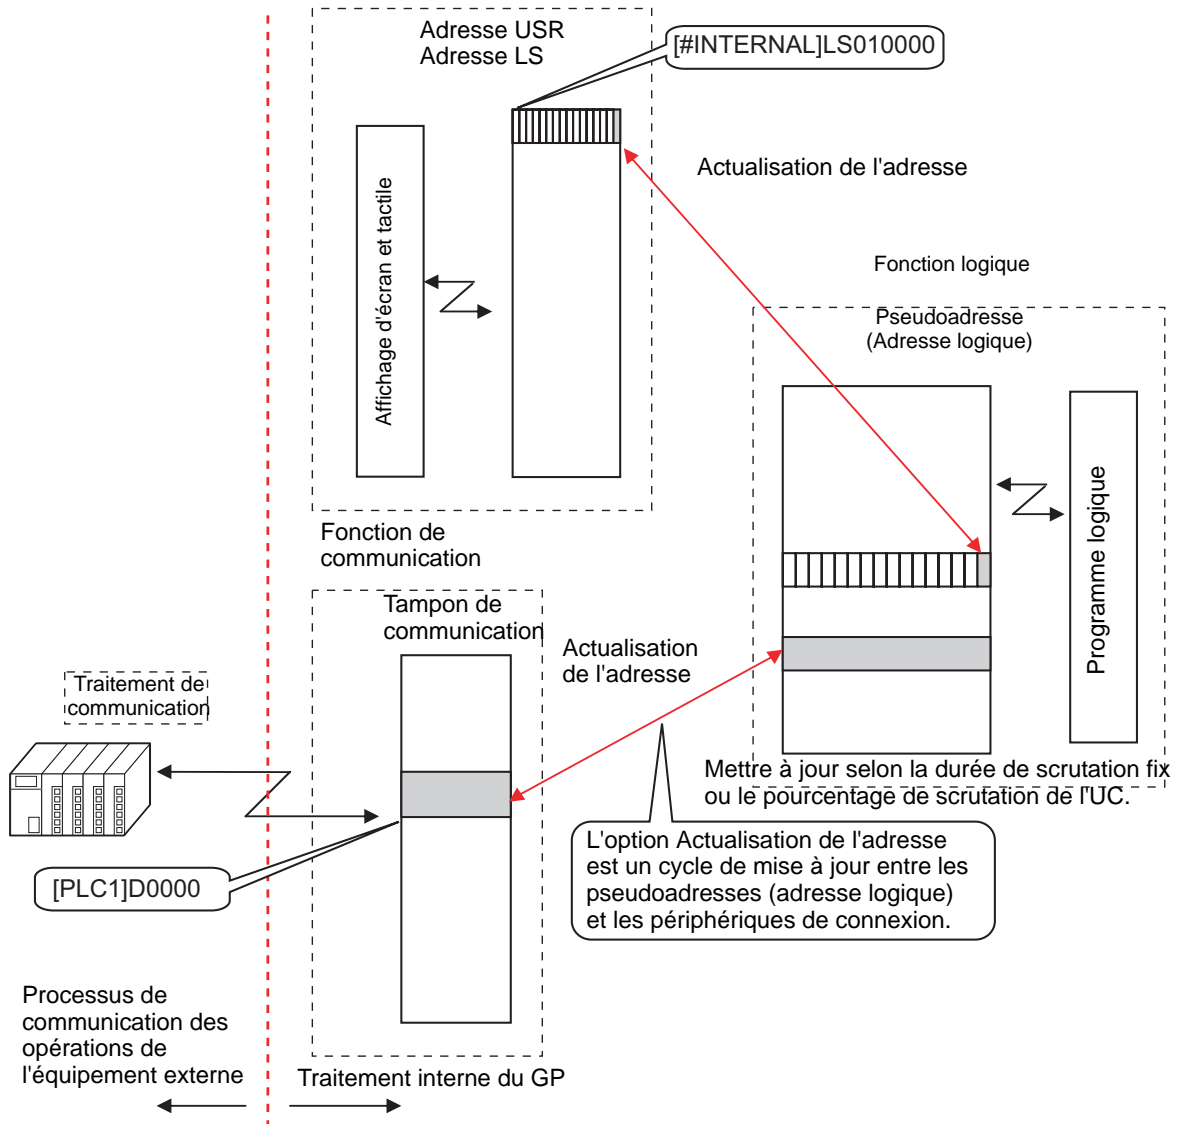 Adresse USR
Adresse LS
[#INTERNAL]LS010000
Affichage d'écran et tactile
Actualisation de l'adresse
Fonction logique
Pseudoadresse
(Adresse logique)
Programme logique
Fonction de
communication
Tampon de
communication
Actualisation
de l'adresse
Traitement de
communication
Mettre à jour selon la durée de scrutation fix
ou le pourcentage de scrutation de l'UC.
L'option Actualisation de l'adresse
est un cycle de mise à jour entre les
pseudoadresses (adresse logique)
et les périphériques de connexion.
[PLC1]D0000
Processus de
communication des
opérations de
l'équipement externe
Traitement interne du GP